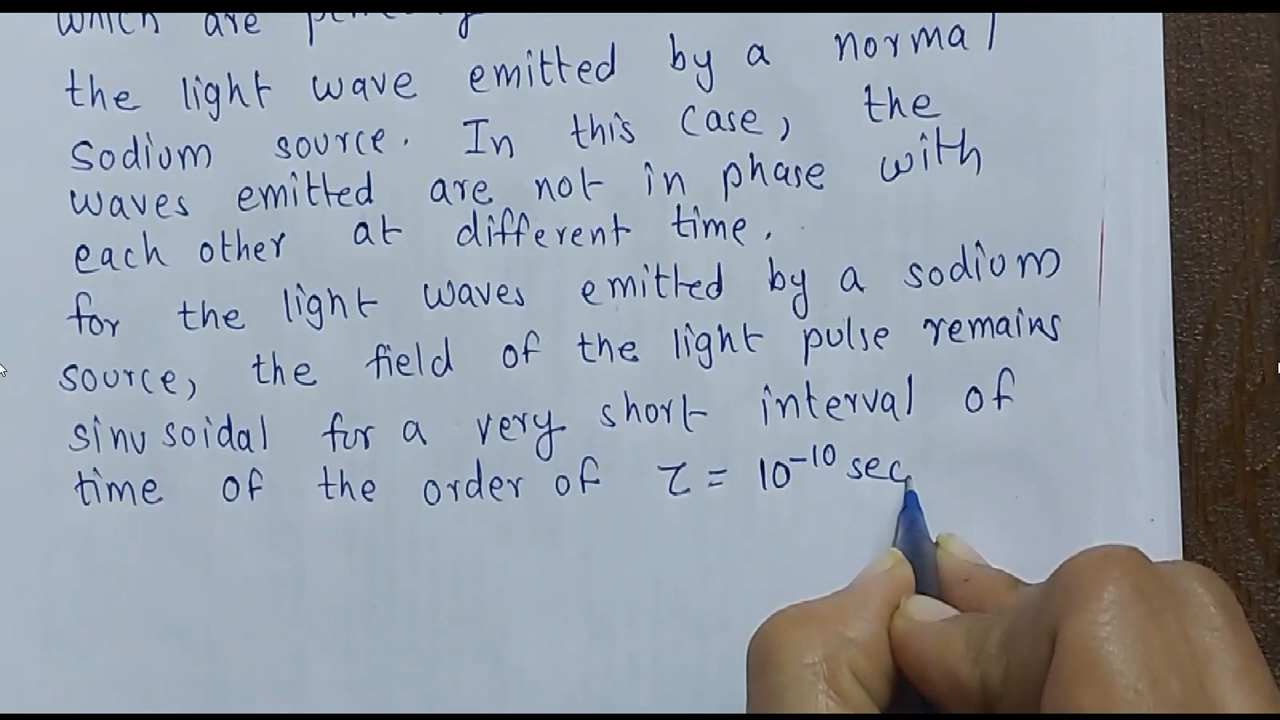 which are
the light wave emitted by a normal
sodium source. In this case, the
waves emitted are not in phase with
each other at different time.
for the light waves emitted by a sodium
source, the field of the light pulse remains
sinusoidal for a very short interval of
time of the order of τ = 10⁻¹⁰ sec